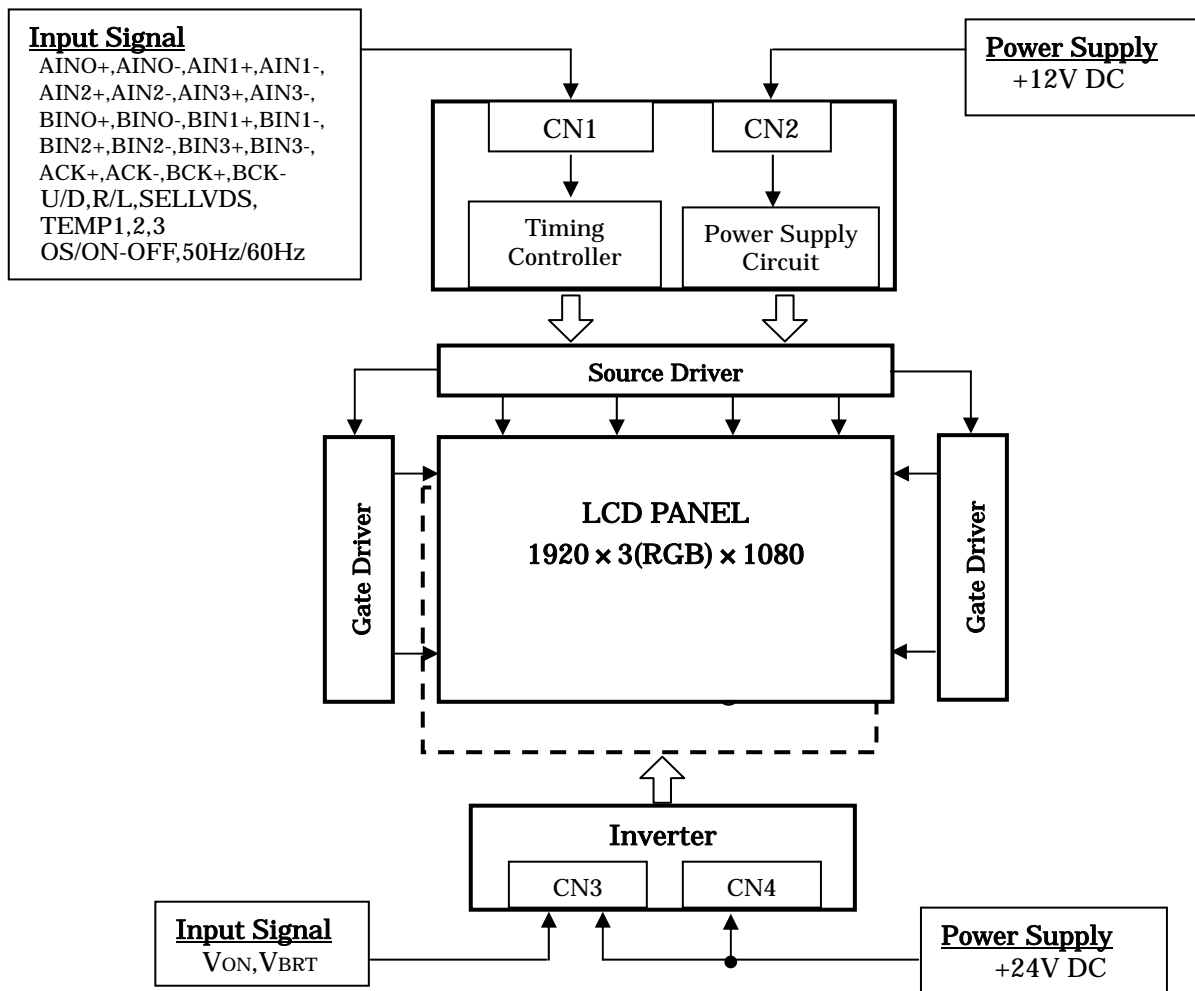 Input Signal
AINO+,AINO-,AIN1+,AIN1-,
AIN2+,AIN2-,AIN3+,AIN3-,
BINO+,BINO-,BIN1+,BIN1-,
BIN2+,BIN2-,BIN3+,BIN3-,
ACK+,ACK-,BCK+,BCK-
U/D,R/L,SELLVDS,
TEMP1,2,3
OS/ON-OFF,50Hz/60Hz
Power Supply
+12V DC
CN1
CN2
Timing
Controller
Power Supply
Circuit
Source Driver
Gate Driver
LCD PANEL
1920 × 3(RGB) × 1080
Gate Driver
Inverter
CN3
CN4
Input Signal
VON,VBRT
Power Supply
+24V DC